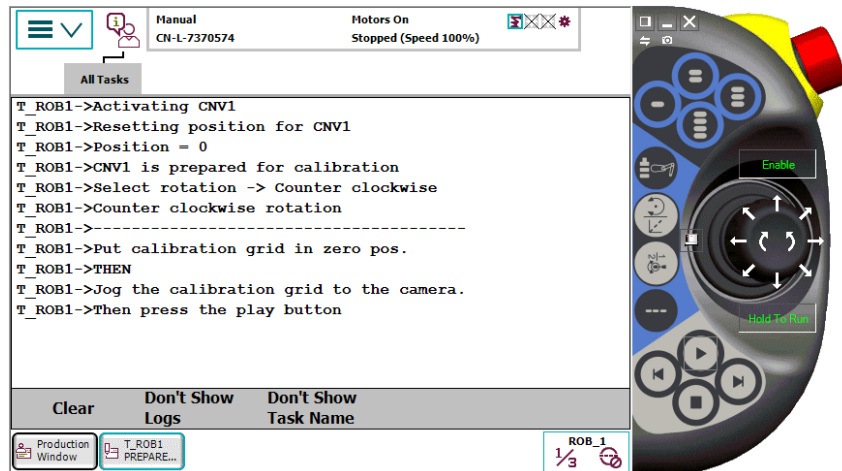 Manual
CN-L-7370574
Motors On
Stopped (Speed 100%)
All Tasks
T_ROB1->Activating CNV1
T_ROB1->Resetting position for CNV1
T_ROB1->Position = 0
T_ROB1->CNV1 is prepared for calibration
T_ROB1->Select rotation -> Counter clockwise
T_ROB1->Counter clockwise rotation
T_ROB1->---------------------------------------
T_ROB1->Put calibration grid in zero pos.
T_ROB1->THEN
T_ROB1->Jog the calibration grid to the camera.
T_ROB1->Then press the play button
Clear
Don't Show
Logs
Don't Show
Task Name
Production
Window
T_ROB1
PREPARE...
ROB_1
1/3
Enable
Hold To Run